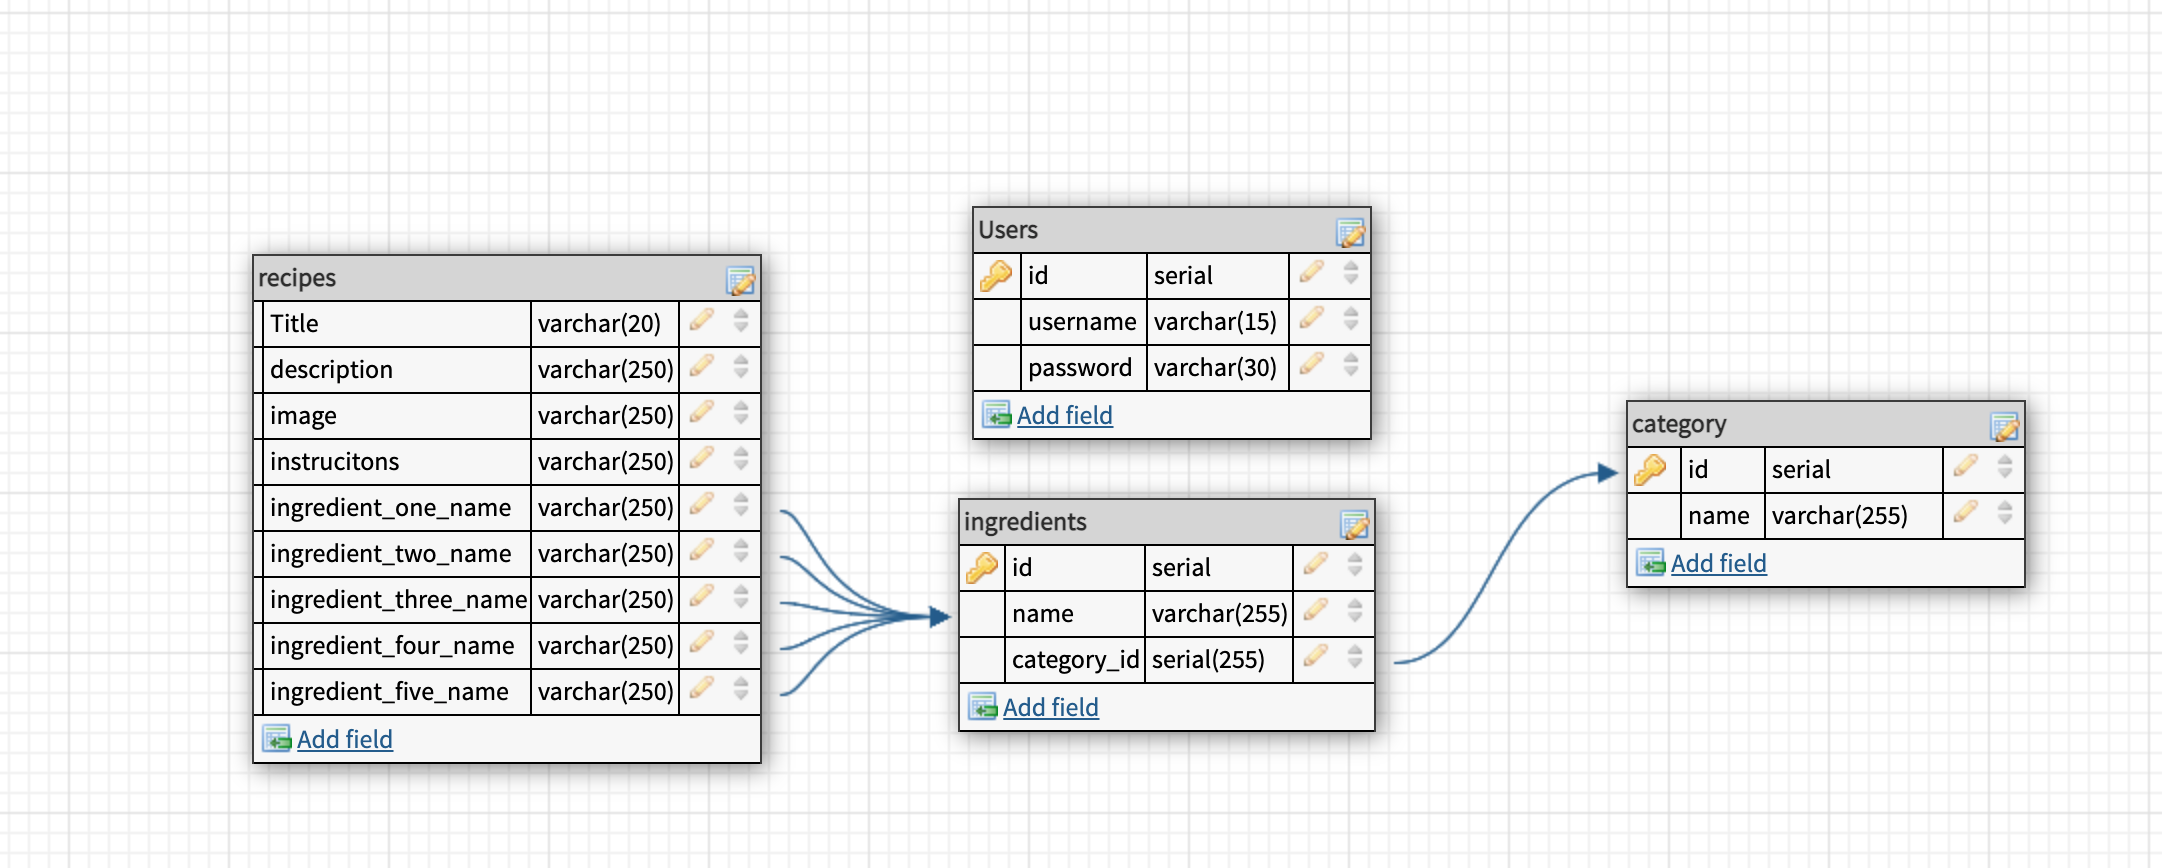 recipes
Title varchar(20)
description varchar(250)
image varchar(250)
instrucitons varchar(250)
ingredient_one_name varchar(250)
ingredient_two_name varchar(250)
ingredient_three_name varchar(250)
ingredient_four_name varchar(250)
ingredient_five_name varchar(250)
Add field
Users
id serial
username varchar(15)
password varchar(30)
Add field
ingredients
id serial
name varchar(255)
category_id serial(255)
Add field
category
id serial
name varchar(255)
Add field